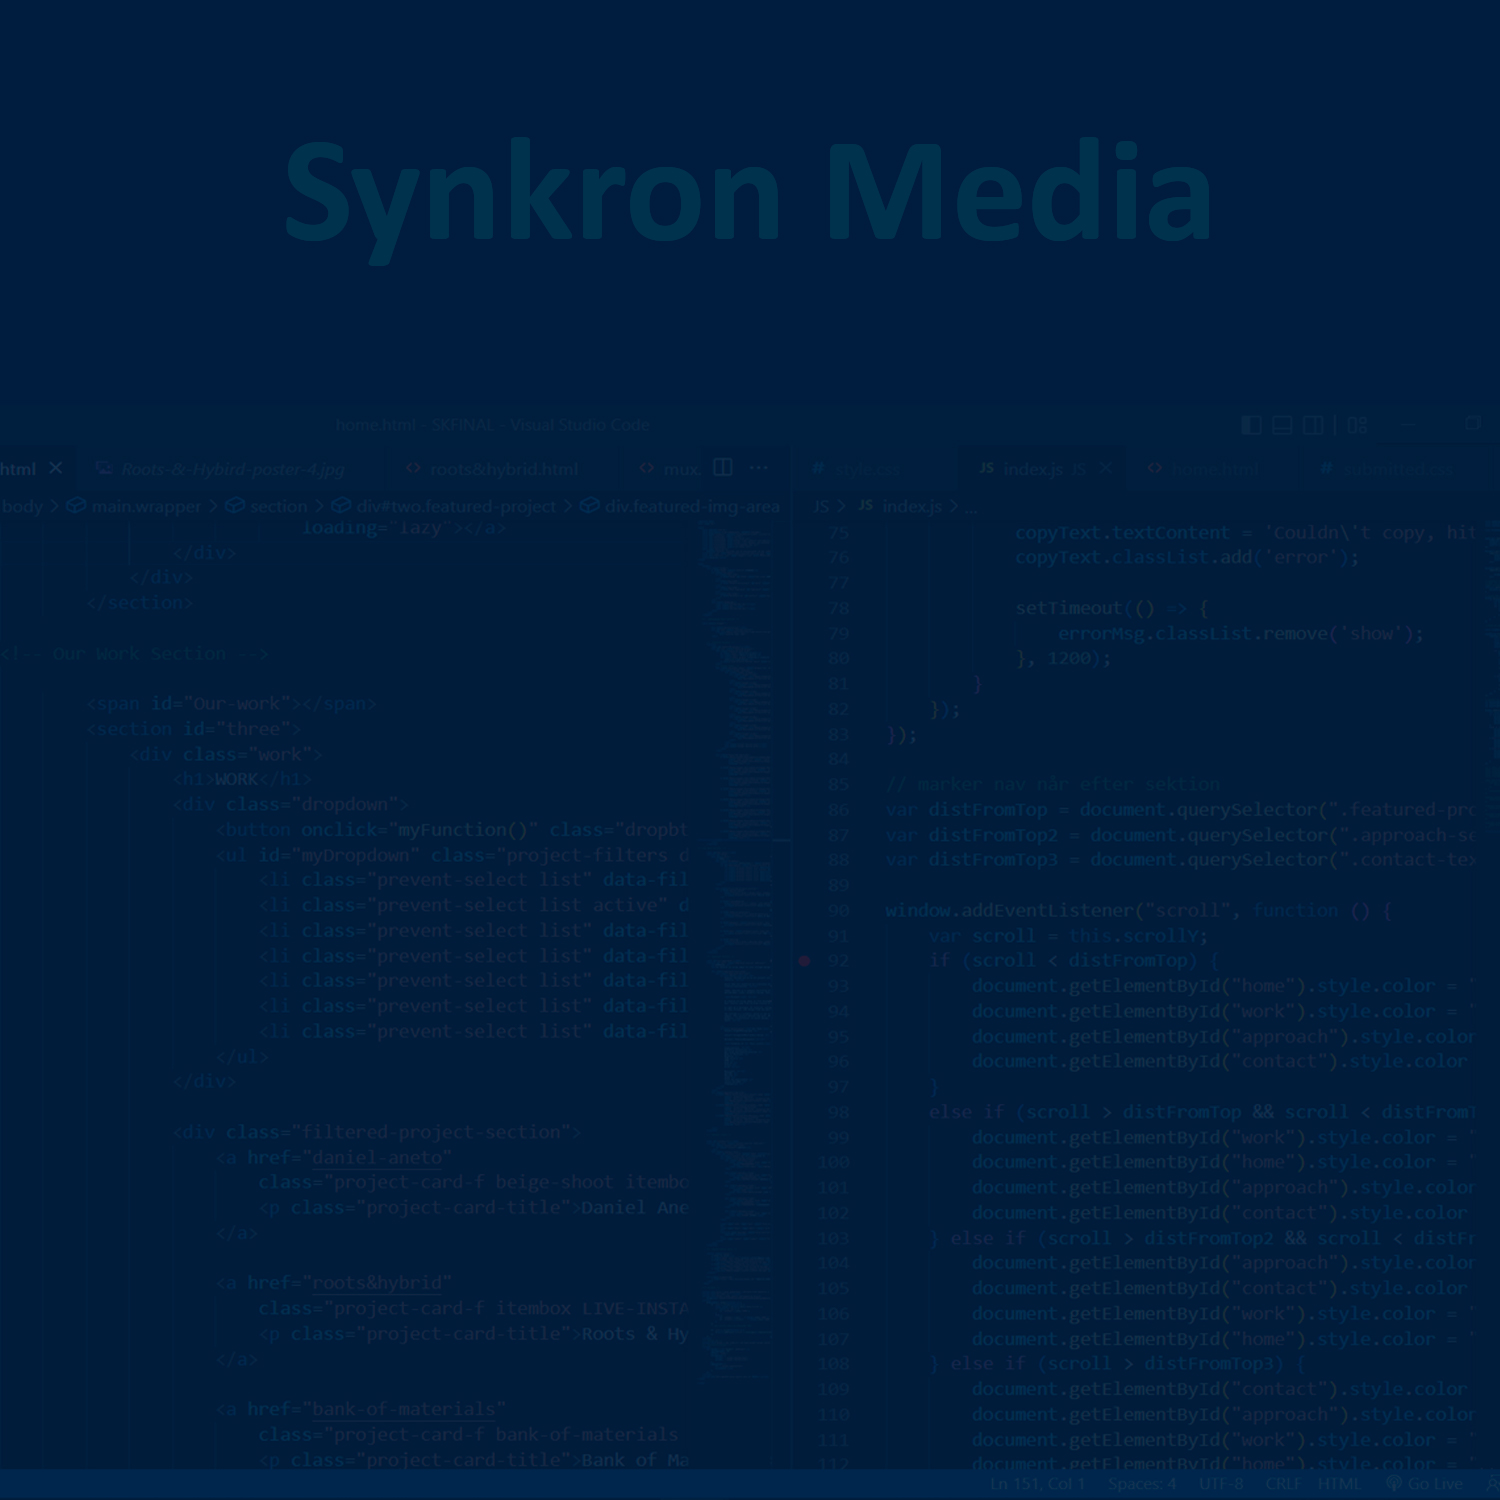 Synkron Media
home.html - SKFINAL - Visual Studio Code
html
Roots-&-Hybird-poster-4.jpg
roots&hybrid.html
mux
body > main.wrapper > section > div#two.featured-project > div.featured-img-area
loading="lazy"></a>
</div>
</div>
</section>
<!-- Our Work Section -->
<span id="Our-work"></span>
<section id="three">
<div class="work">
<h1>WORK</h1>
<div class="dropdown">
<button onclick="myFunction()" class="dropbt
<ul id="myDropdown" class="project-filters d
<li class="prevent-select list" data-fil
<li class="prevent-select list active" d
<li class="prevent-select list" data-fil
<li class="prevent-select list" data-fil
<li class="prevent-select list" data-fil
<li class="prevent-select list" data-fil
<li class="prevent-select list" data-fil
</ul>
</div>
<div class="filtered-project-section">
<a href="daniel-aneto"
class="project-card-f beige-shoot itembo
<p class="project-card-title">Daniel Ane
</a>
<a href="roots&hybrid"
class="project-card-f itembox LIVE-INSTA
<p class="project-card-title">Roots & Hy
</a>
<a href="bank-of-materials"
class="project-card-f bank-of-materials
<p class="project-card-title">Bank of Ma
style.css
JS index.js JS
home.html
submitted.css
JS > JS index.js > ...
75 copyText.textContent = 'Couldn\'t copy, hit
76 copyText.classList.add('error');
77
78 setTimeout(() => {
79 errorMsg.classList.remove('show');
80 }, 1200);
81 }
82 });
83 });
84
85 // marker nav når efter sektion
86 var distFromTop = document.querySelector(".featured-pro
87 var distFromTop2 = document.querySelector(".approach-se
88 var distFromTop3 = document.querySelector(".contact-tex
89
90 window.addEventListener("scroll", function () {
91 var scroll = this.scrollY;
92 if (scroll < distFromTop) {
93 document.getElementById("home").style.color = "
94 document.getElementById("work").style.color = "
95 document.getElementById("approach").style.color
96 document.getElementById("contact").style.color
97 }
98 else if (scroll > distFromTop && scroll < distFromT
99 document.getElementById("work").style.color = "
100 document.getElementById("home").style.color = "
101 document.getElementById("approach").style.color
102 document.getElementById("contact").style.color
103 } else if (scroll > distFromTop2 && scroll < distFr
104 document.getElementById("approach").style.color
105 document.getElementById("contact").style.color
106 document.getElementById("work").style.color = "
107 document.getElementById("home").style.color = "
108 } else if (scroll > distFromTop3) {
109 document.getElementById("contact").style.color
110 document.getElementById("approach").style.color
111 document.getElementById("work").style.color = "
112 document.getElementById("home").style.color = "
Ln 151, Col 1 Spaces: 4 UTF-8 CRLF HTML Go Live